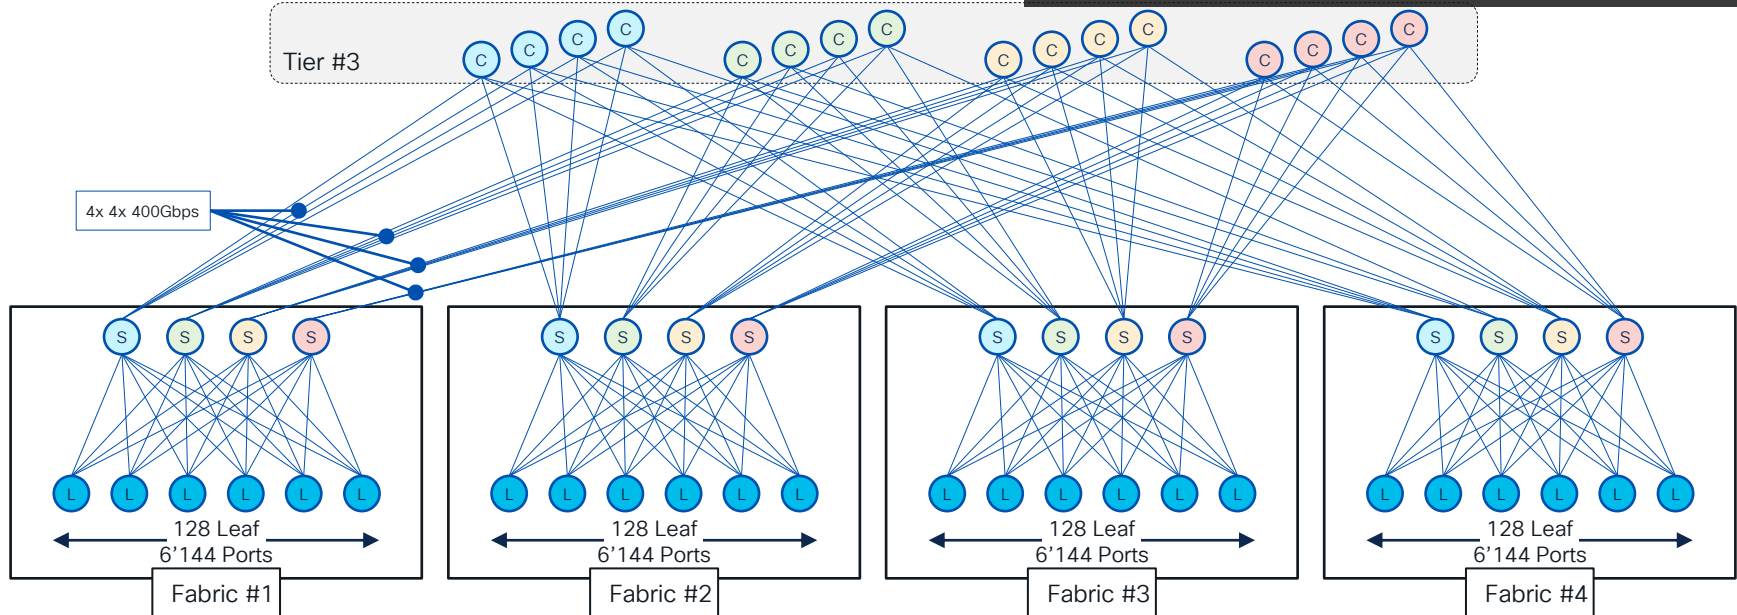 C C C C C C C C C C C C C C C C
Tier #3
4x 4x 400Gbps
S S S S S S S S S S S S S S S S
L L L L L L L L L L L L L L L L L L L L L L L L
128 Leaf
6’144 Ports
Fabric #1
128 Leaf
6’144 Ports
Fabric #2
128 Leaf
6’144 Ports
Fabric #3
128 Leaf
6’144 Ports
Fabric #4